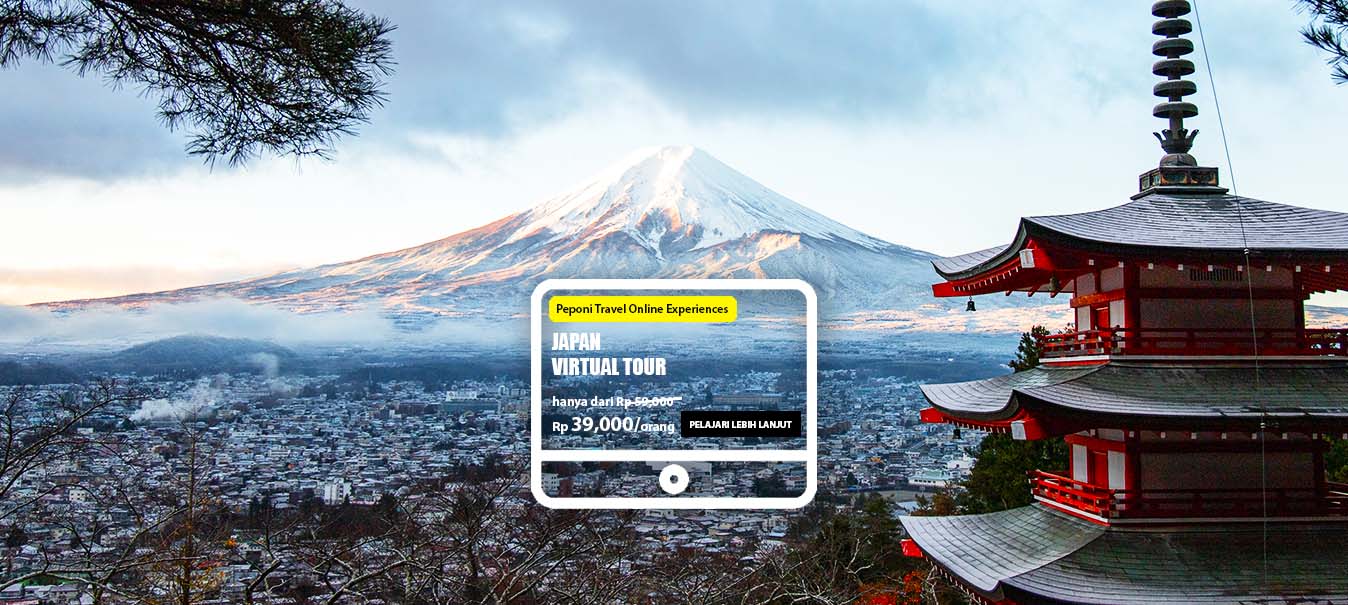 Peponi Travel Online Experiences
JAPAN
VIRTUAL TOUR
hanya dari Rp 59,000
Rp 39,000/orang
PELAJARI LEBIH LANJUT